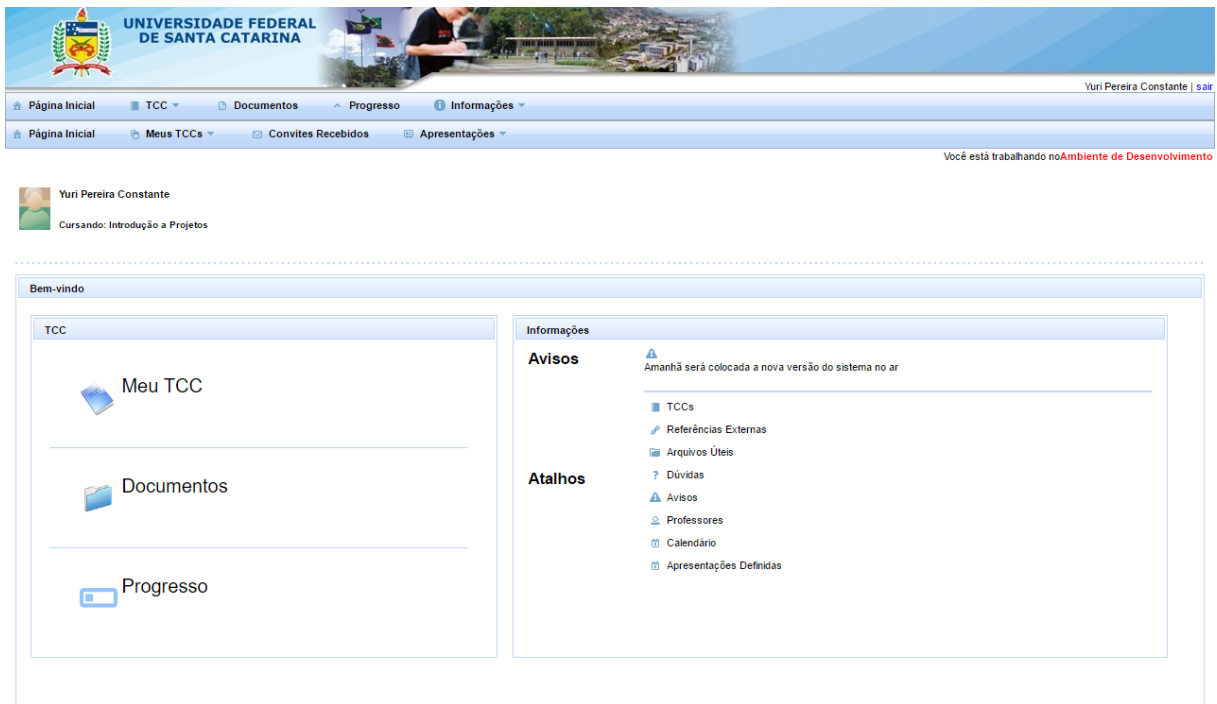 UNIVERSIDADE FEDERAL
DE SANTA CATARINA
Yuri Pereira Constante | sair
Página Inicial TCC Documentos Progresso Informações
Página Inicial Meus TCCs Convites Recebidos Apresentações
Você está trabalhando noAmbiente de Desenvolvimento
Yuri Pereira Constante
Cursando: Introdução a Projetos
Bem-vindo
TCC
Meu TCC
Documentos
Progresso
Informações
Avisos
Amanhã será colocada a nova versão do sistema no ar
Atalhos
TCCs
Referências Externas
Arquivos Úteis
Dúvidas
Avisos
Professores
Calendário
Apresentações Definidas